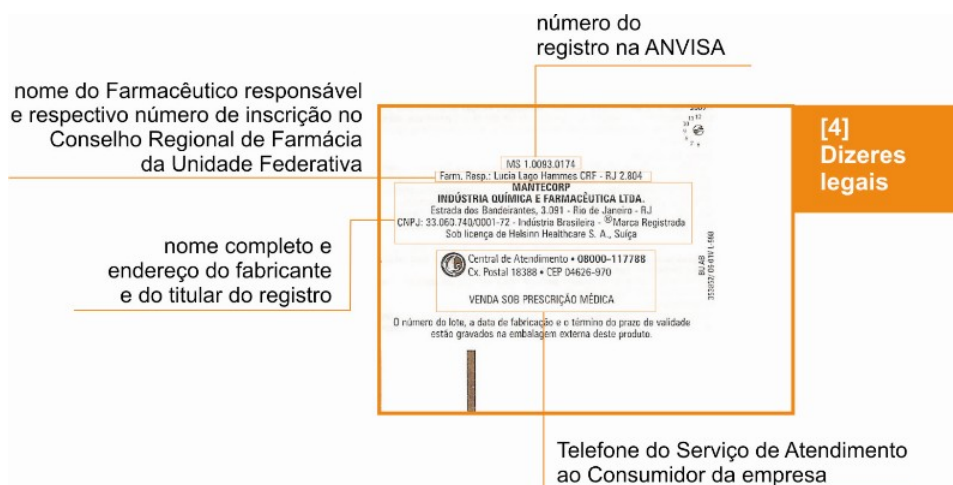 número do
registro na ANVISA
nome do Farmacêutico responsável
e respectivo número de inscrição no
Conselho Regional de Farmácia
da Unidade Federativa
[4]
Dizeres
legais
MS 1.0093.0174
Farm. Resp.: Lucia Lago Hammes CRF - RJ 2.804
MANTECORP
INDÚSTRIA QUÍMICA E FARMACÊUTICA LTDA.
Estrada dos Bandeirantes, 3.091 - Rio de Janeiro - RJ
CNPJ: 33.060.740/0001-72 - Indústria Brasileira - ®Marca Registrada
Sob licença de Helsinn Healthcare S. A., Suíça
nome completo e
endereço do fabricante
e do titular do registro
Central de Atendimento • 08000-117788
Cx. Postal 18388 • CEP 04626-970
VENDA SOB PRESCRIÇÃO MÉDICA
O número do lote, a data de fabricação e o término do prazo de validade
estão gravados na embalagem externa deste produto.
BU AB
Telefone do Serviço de Atendimento
ao Consumidor da empresa